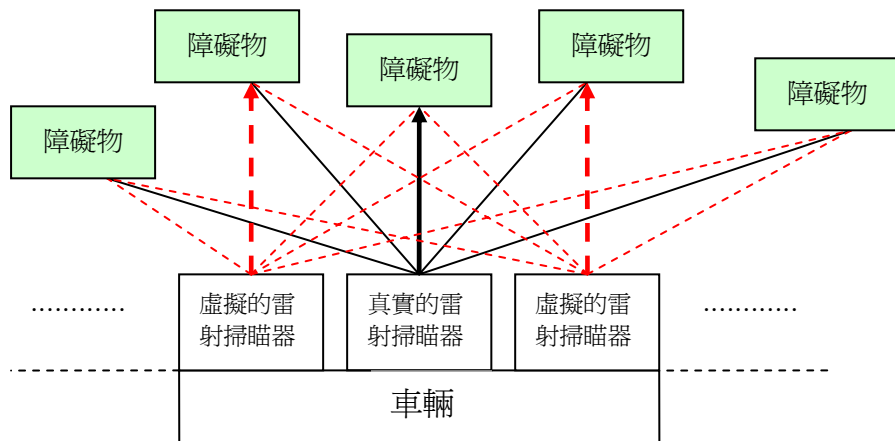 障礙物
障礙物
障礙物
障礙物
障礙物
虛擬的雷
射掃瞄器
真實的雷
射掃瞄器
虛擬的雷
射掃瞄器
…………
…………
車輛